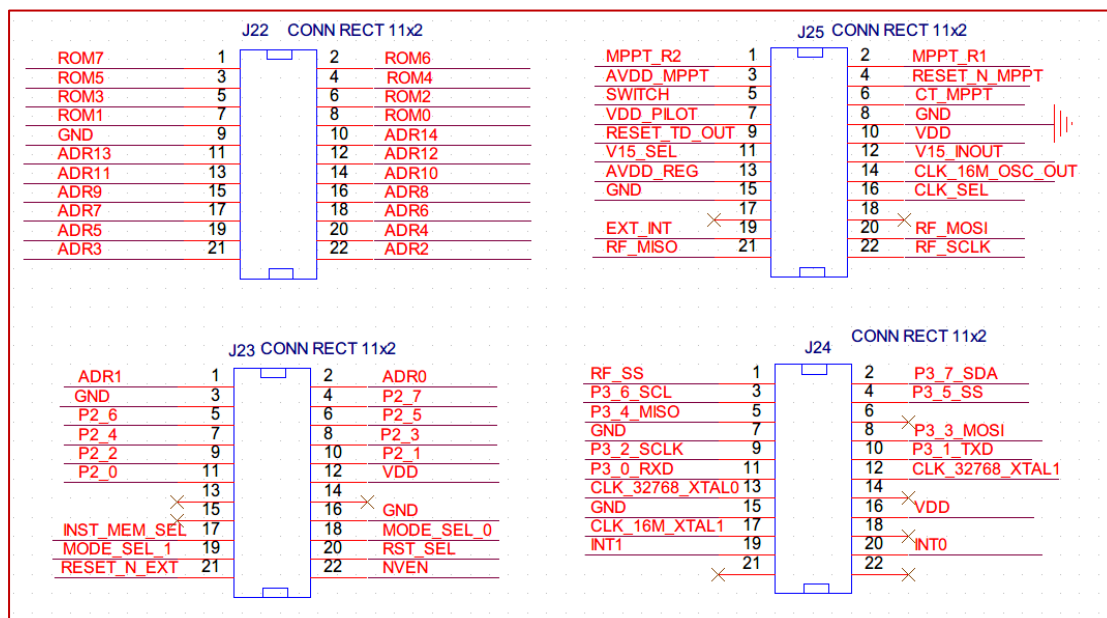 J22 CONN RECT 11x2
ROM7 1 2 ROM6
ROM5 3 4 ROM4
ROM3 5 6 ROM2
ROM1 7 8 ROM0
GND 9 10 ADR14
ADR13 11 12 ADR12
ADR11 13 14 ADR10
ADR9 15 16 ADR8
ADR7 17 18 ADR6
ADR5 19 20 ADR4
ADR3 21 22 ADR2
J25 CONN RECT 11x2
MPPT_R2 1 2 MPPT_R1
AVDD_MPPT 3 4 RESET_N_MPPT
SWITCH 5 6 CT_MPPT
VDD_PILOT 7 8 GND
RESET_TD_OUT 9 10 VDD
V15_SEL 11 12 V15_INOUT
AVDD_REG 13 14 CLK_16M_OSC_OUT
GND 15 16 CLK_SEL
17 18
EXT_INT 19 20 RF_MOSI
RF_MISO 21 22 RF_SCLK
J23 CONN RECT 11x2
ADR1 1 2 ADR0
GND 3 4 P2_7
P2_6 5 6 P2_5
P2_4 7 8 P2_3
P2_2 9 10 P2_1
P2_0 11 12 VDD
13 14
15 16 GND
INST_MEM_SEL 17 18 MODE_SEL_0
MODE_SEL_1 19 20 RST_SEL
RESET_N_EXT 21 22 NVEN
J24 CONN RECT 11x2
RF_SS 1 2 P3_7_SDA
P3_6_SCL 3 4 P3_5_SS
P3_4_MISO 5 6
GND 7 8 P3_3_MOSI
P3_2_SCLK 9 10 P3_1_TXD
P3_0_RXD 11 12 CLK_32768_XTAL1
CLK_32768_XTAL0 13 14
GND 15 16 VDD
CLK_16M_XTAL1 17 18
INT1 19 20 INT0
21 22